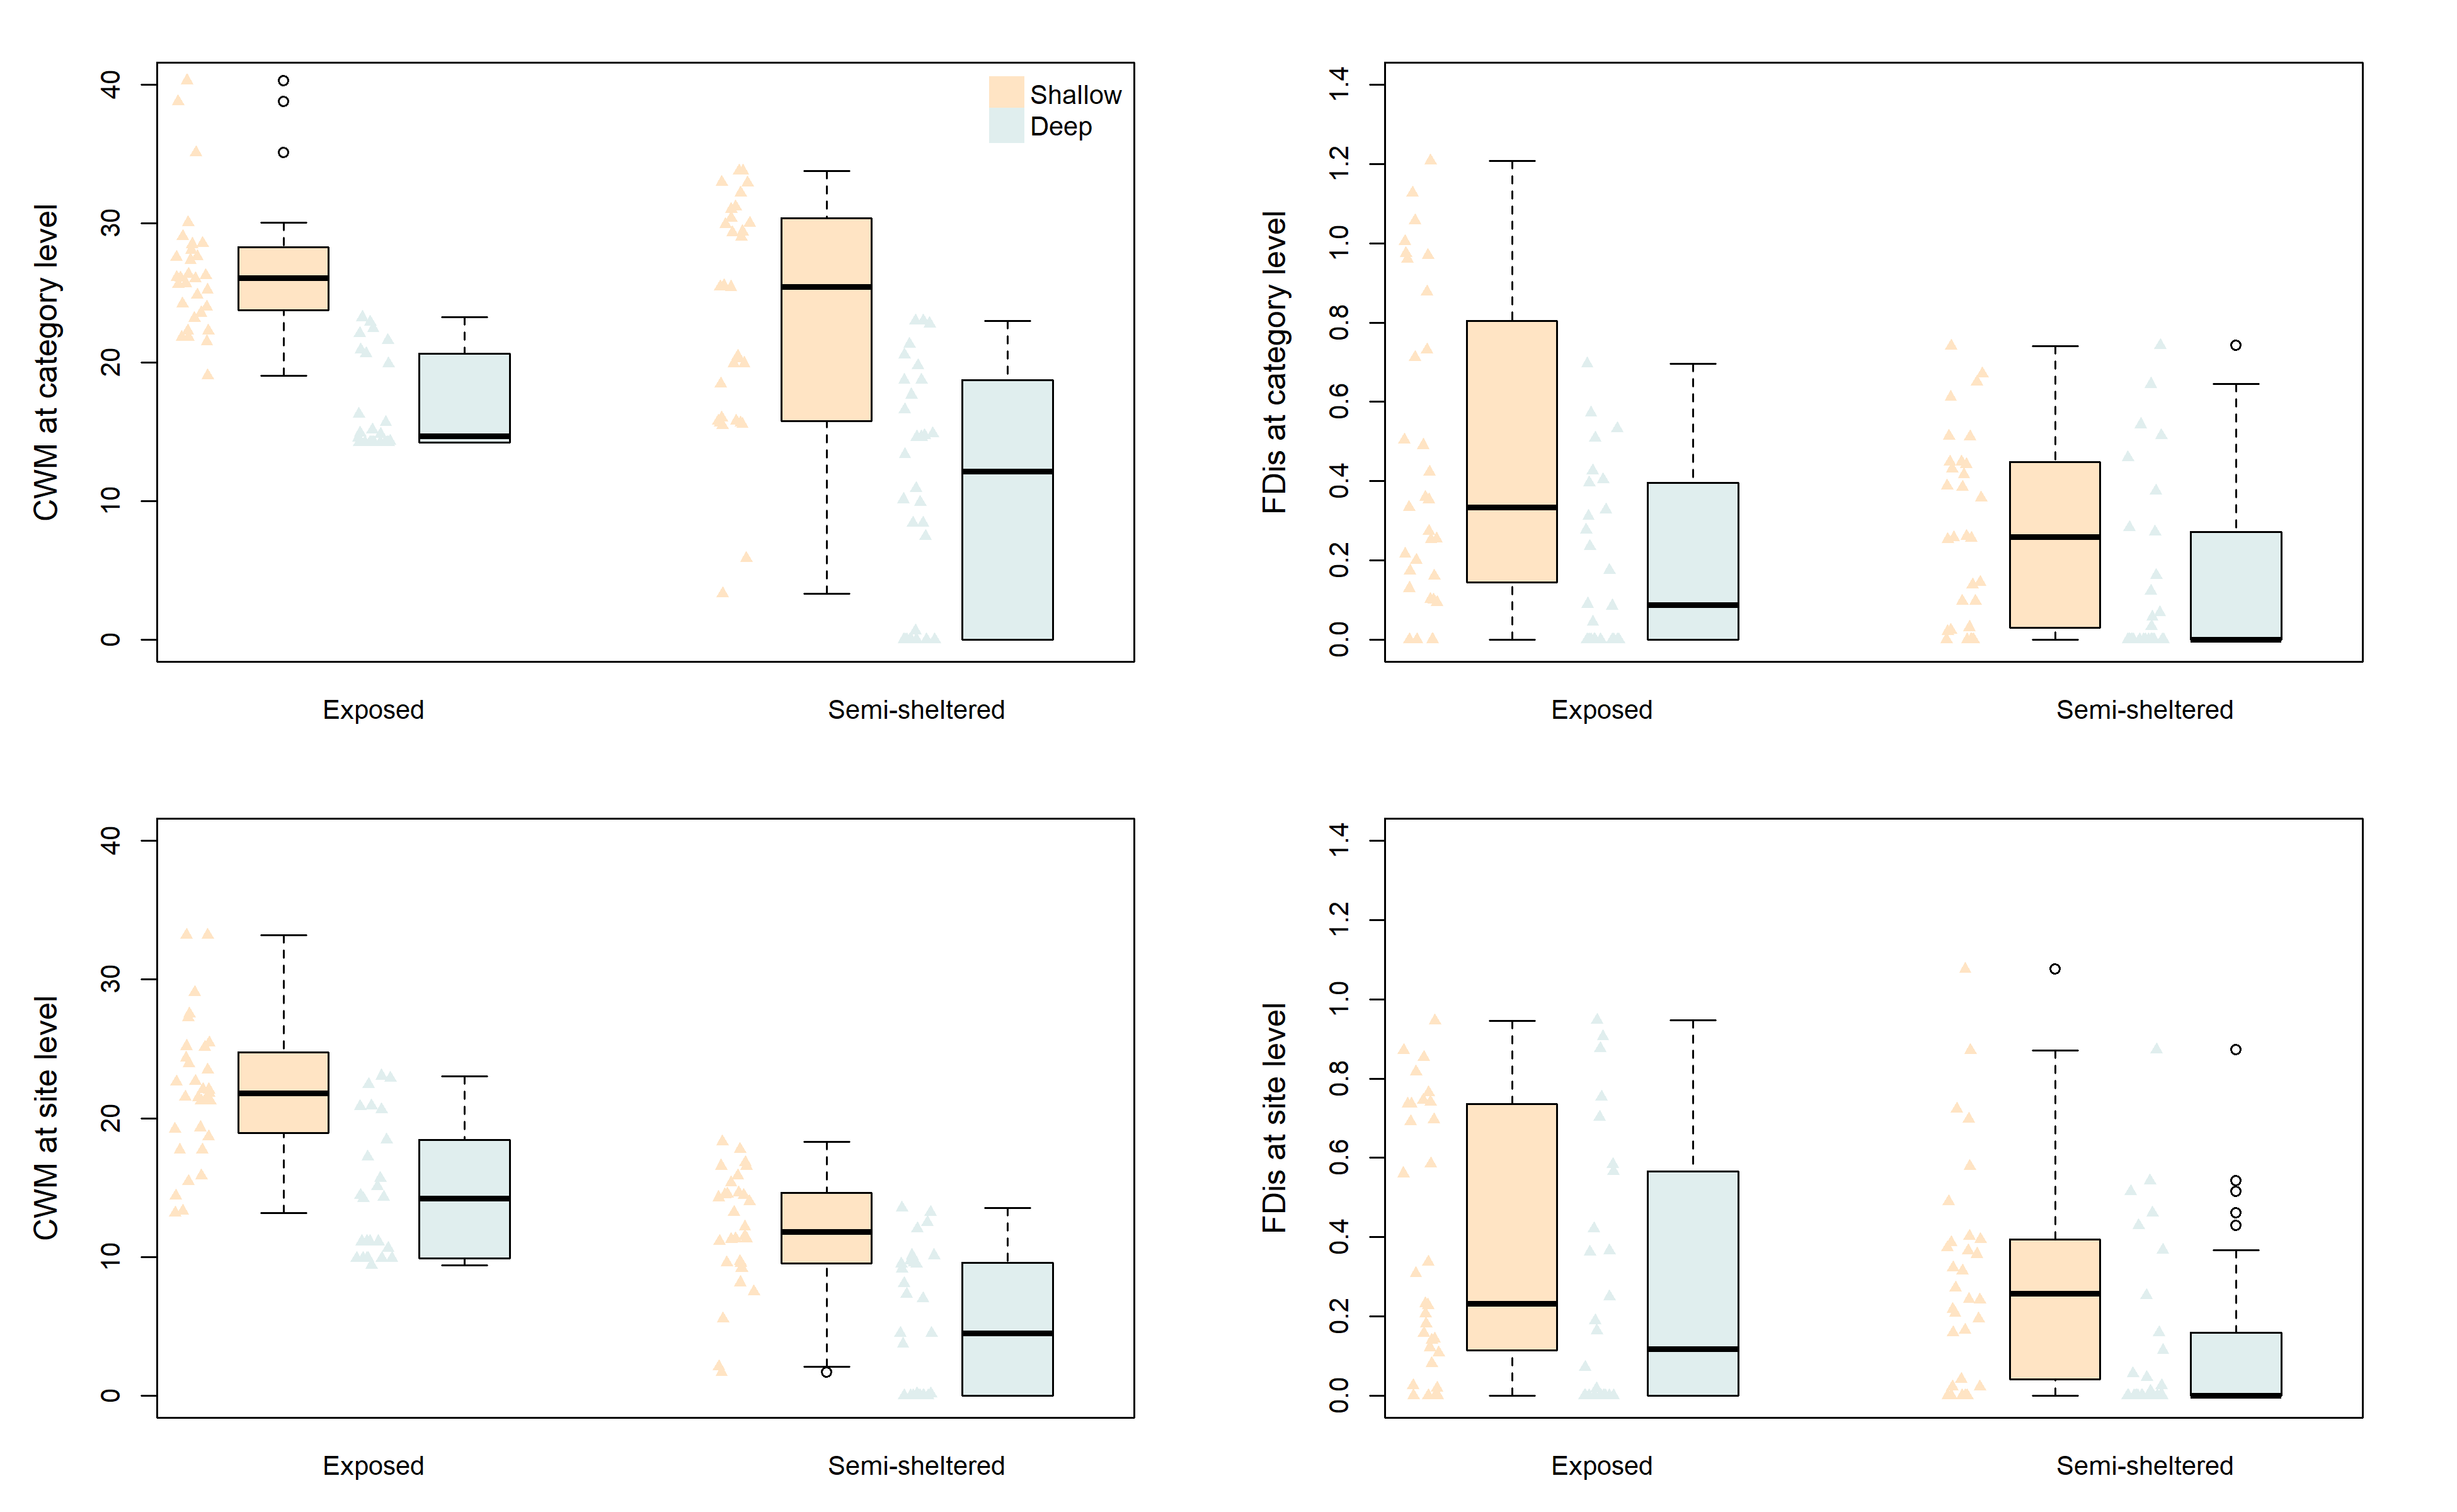 CWM at category level
40
30
20
10
0
Shallow
Deep
Exposed
Semi-sheltered
FDis at category level
1.4
1.2
1.0
0.8
0.6
0.4
0.2
0.0
Exposed
Semi-sheltered
CWM at site level
40
30
20
10
0
Exposed
Semi-sheltered
FDis at site level
1.4
1.2
1.0
0.8
0.6
0.4
0.2
0.0
Exposed
Semi-sheltered